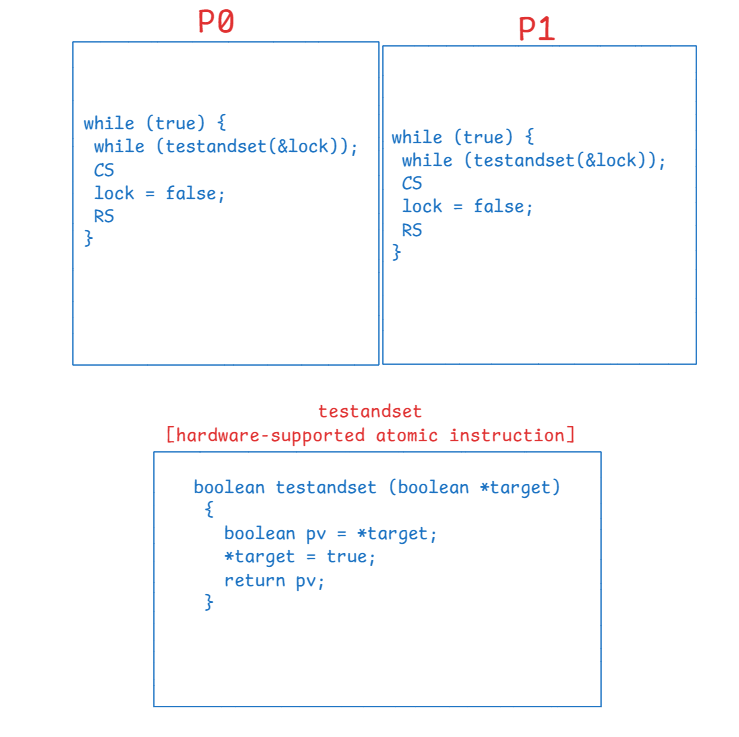 P0
while (true) {
while (testandset(&lock));
CS
lock = false;
RS
}
P1
while (true) {
while (testandset(&lock));
CS
lock = false;
RS
}
testandset
[hardware-supported atomic instruction]
boolean testandset (boolean *target)
{
boolean pv = *target;
*target = true;
return pv;
}